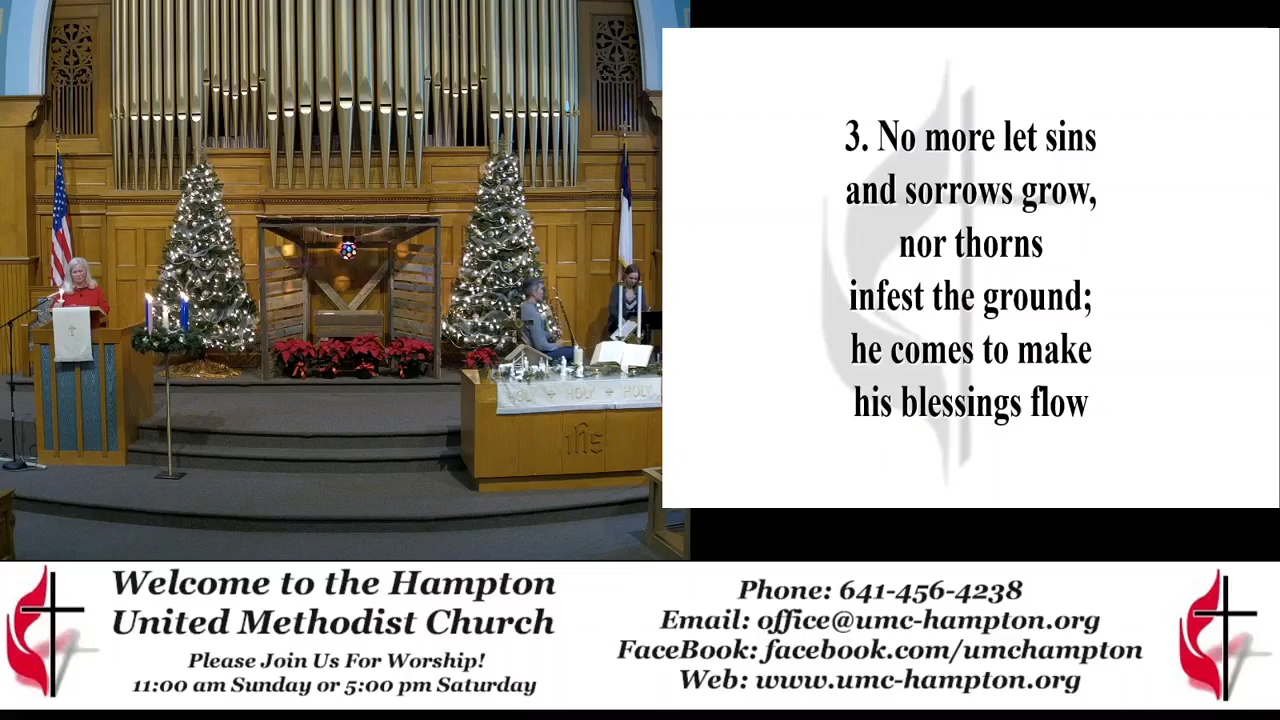 3. No more let sins
and sorrows grow,
nor thorns
infest the ground;
he comes to make
his blessings flow
HOLY HOLY
ihs
Welcome to the Hampton
United Methodist Church
Please Join Us For Worship!
11:00 am Sunday or 5:00 pm Saturday
Phone: 641-456-4238
Email: office@umc-hampton.org
FaceBook: facebook.com/umchampton
Web: www.umc-hampton.org